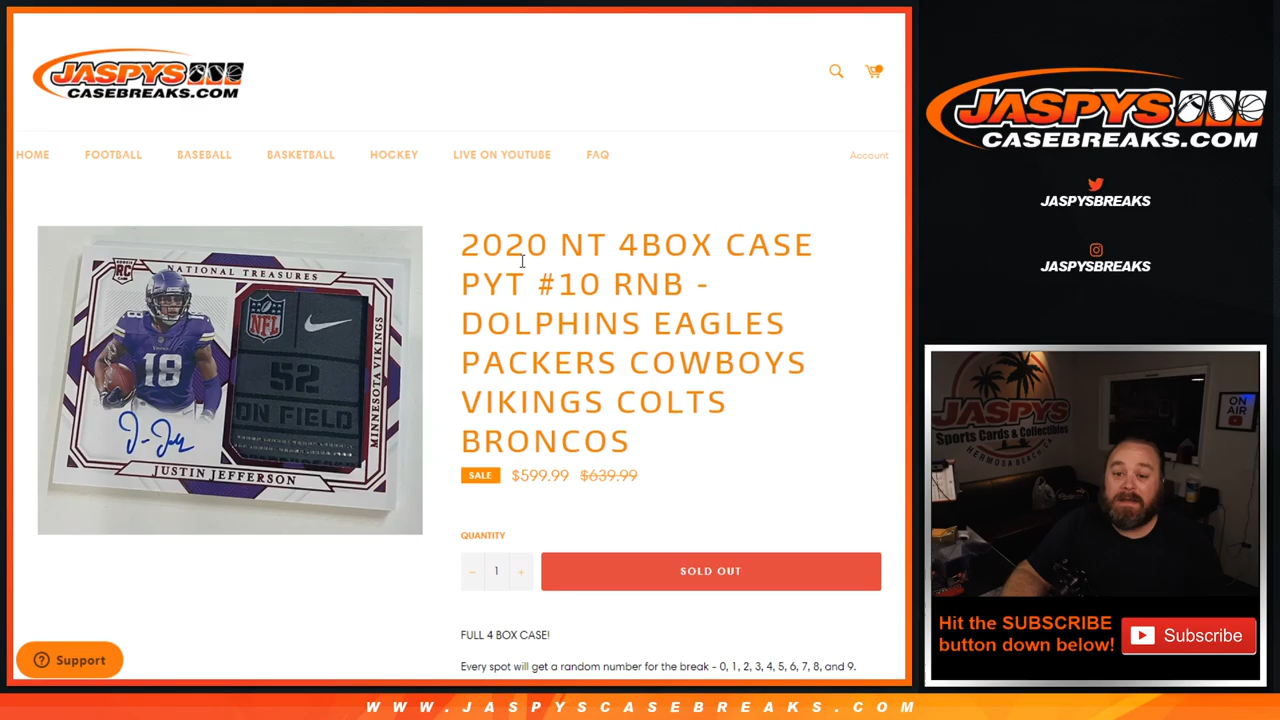 JASPYS
CASEBREAKS.COM
HOME FOOTBALL BASEBALL BASKETBALL HOCKEY LIVE ON YOUTUBE FAQ Account
RC
NATIONAL TREASURES
18
NFL
52
ON FIELD
MINNESOTA VIKINGS
JUSTIN JEFFERSON
2020 NT 4BOX CASE
PYT #10 RNB -
DOLPHINS EAGLES
PACKERS COWBOYS
VIKINGS COLTS
BRONCOS
SALE $599.99 $639.99
QUANTITY
− 1 + SOLD OUT
FULL 4 BOX CASE!
Every spot will get a random number for the break - 0, 1, 2, 3, 4, 5, 6, 7, 8, and 9.
Support
JASPYS
CASEBREAKS.COM
JASPYSBREAKS
JASPYSBREAKS
JASPYS
Sports Cards & Collectibles
HERMOSA BEACH
ON
AIR
Hit the SUBSCRIBE
button down below!
Subscribe
WWW.JASPYSCASEBREAKS.COM